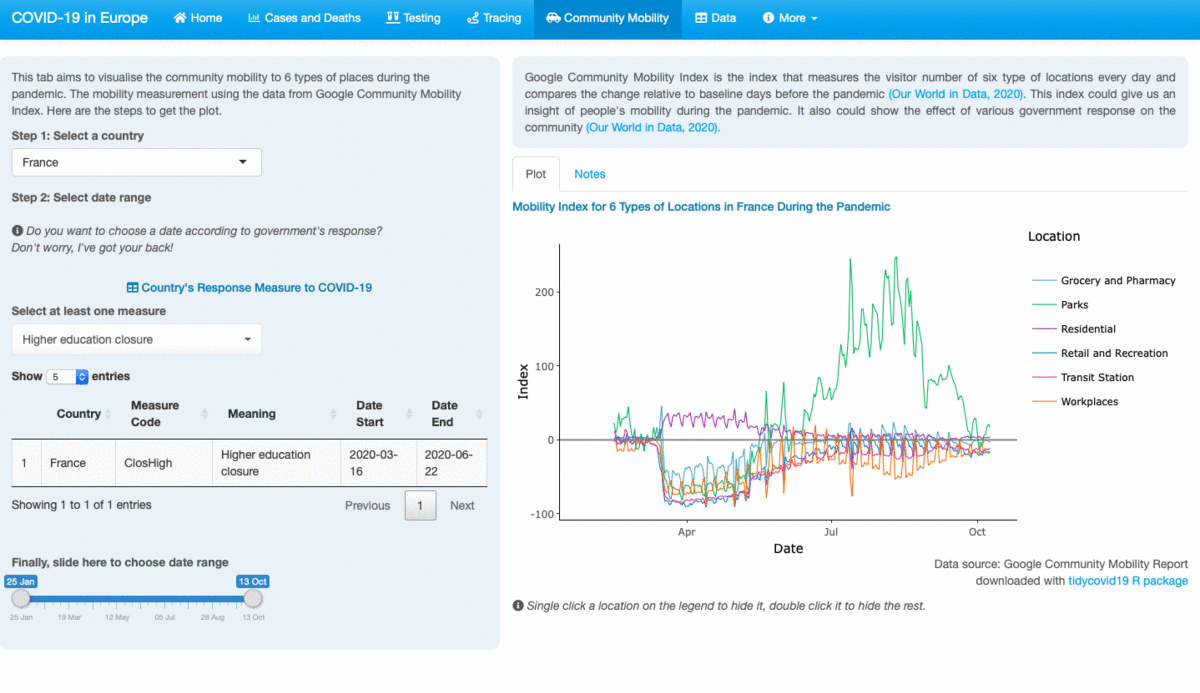 COVID-19 in Europe
Home
Cases and Deaths
Testing
Tracing
Community Mobility
Data
More
This tab aims to visualise the community mobility to 6 types of places during the
pandemic. The mobility measurement using the data from Google Community Mobility
Index. Here are the steps to get the plot.
Step 1: Select a country
France
Step 2: Select date range
Do you want to choose a date according to government's response?
Don't worry, I've got your back!
Country's Response Measure to COVID-19
Select at least one measure
Higher education closure
Show 5 entries
Country
Measure
Code
Meaning
Date
Start
Date
End
1
France
ClosHigh
Higher education
closure
2020-03-
16
2020-06-
22
Showing 1 to 1 of 1 entries
Previous
1
Next
Finally, slide here to choose date range
25 Jan
13 Oct
25 Jan
19 Mar
12 May
05 Jul
28 Aug
13 Oct
Google Community Mobility Index is the index that measures the visitor number of six type of locations every day and
compares the change relative to baseline days before the pandemic (Our World in Data, 2020). This index could give us an
insight of people's mobility during the pandemic. It also could show the effect of various government response on the
community (Our World in Data, 2020).
Plot
Notes
Mobility Index for 6 Types of Locations in France During the Pandemic
Index
200
100
0
-100
Apr
Jul
Oct
Date
Location
Grocery and Pharmacy
Parks
Residential
Retail and Recreation
Transit Station
Workplaces
Data source: Google Community Mobility Report
downloaded with tidycovid19 R package
Single click a location on the legend to hide it, double click it to hide the rest.